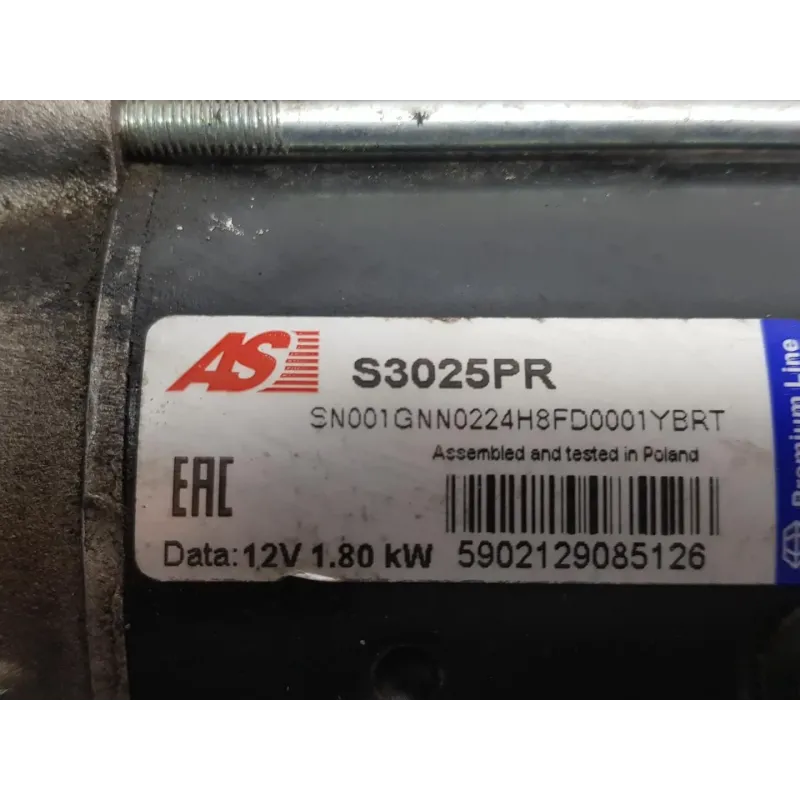 AS S3025PR
SN001GNN0224H8FD0001YBRT
Assembled and tested in Poland
EAC
Data: 12V 1.80 kW 5902129085126
Premium Line